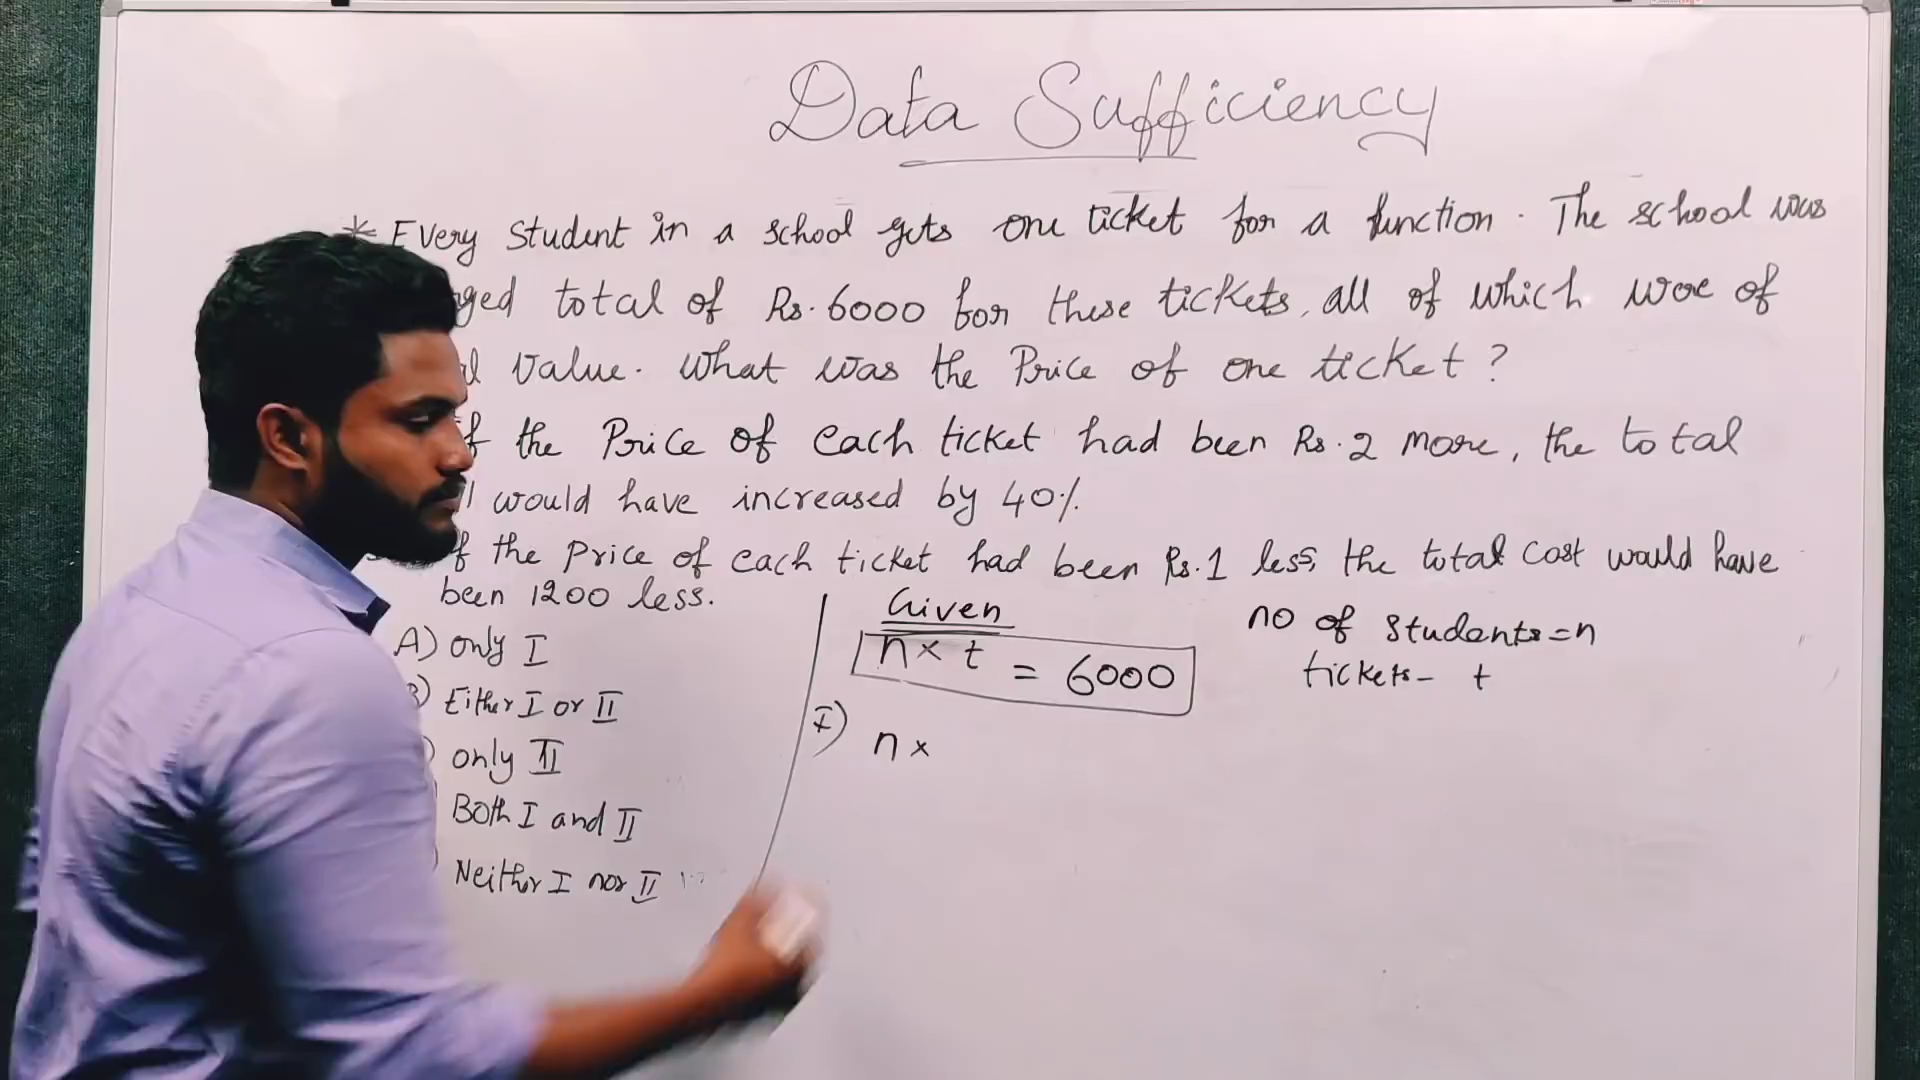 Data Sufficiency
* Every Student in a school gets one ticket for a function. The school was
ged total of Rs. 6000 for these tickets, all of which were of
l value. What was the Price of one ticket?
f the Price of each ticket had been Rs. 2 more, the total
ll would have increased by 40%.
f the price of each ticket had been Rs. 1 less, the total cost would have
been 1200 less.
A) only I
B) Either I or II
) only II
Both I and II
Neither I nor II
Given
n × t = 6000
I) n ×
no of students = n
tickets - t